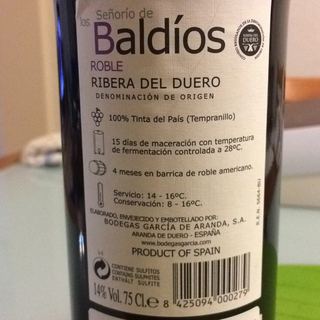 Señorío de
los Baldíos
ROBLE
RIBERA DEL DUERO
DENOMINACIÓN DE ORIGEN
100% Tinta del País (Tempranillo)
15 días de maceración con temperatura
de fermentación controlada a 28ºC.
4 meses en barrica de roble americano.
Servicio: 14 - 16ºC.
Conservación: 8 - 16ºC.
ELABORADO, ENVEJECIDO Y EMBOTELLADO POR:
BODEGAS GARCÍA DE ARANDA, S.A.
ARANDA DE DUERO - ESPAÑA
www.bodegasgarcia.com
PRODUCT OF SPAIN
CONTIENE SULFITOS
CONTAINS SULPHITES
14% Vol. 75 Cl. e
8 425094 000279